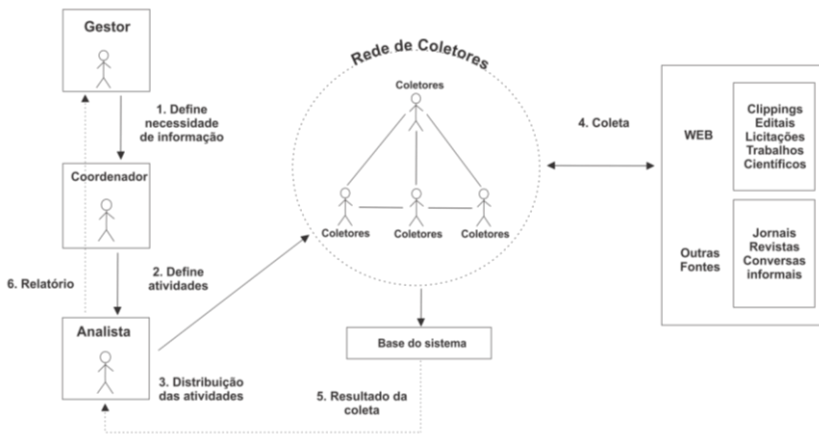 Gestor
1. Define
necessidade
de informação
Coordenador
2. Define
atividades
6. Relatório
Analista
3. Distribuição
das atividades
Rede de Coletores
Coletores
Coletores
Coletores
Coletores
Base do sistema
5. Resultado da
coleta
4. Coleta
WEB
Clippings
Editais
Licitações
Trabalhos
Científicos
Outras
Fontes
Jornais
Revistas
Conversas
informais